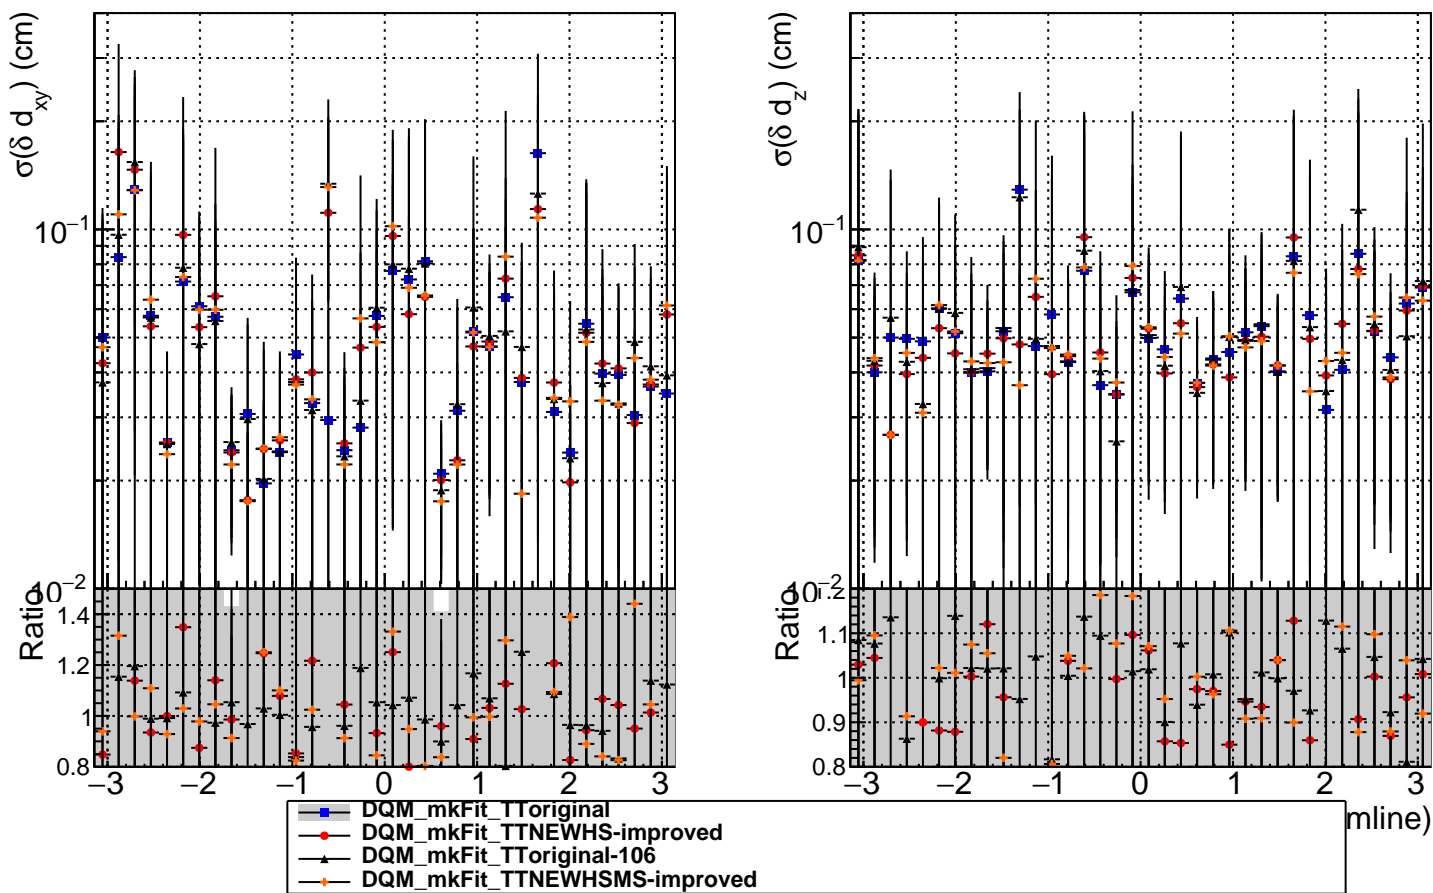 σ(δ d_xy) (cm)
10⁻¹
10⁻²
Ratio
1.4
1.2
1
0.8
−3 −2 −1 0 1 2 3
σ(δ d_z) (cm)
10⁻¹
10⁻²
Ratio
1.1
1
0.9
0.8
−3 −2 −1 0 1 2 3
mline)
DQM_mkFit_TToriginal
DQM_mkFit_TTNEWHS-improved
DQM_mkFit_TToriginal-106
DQM_mkFit_TTNEWHSMS-improved